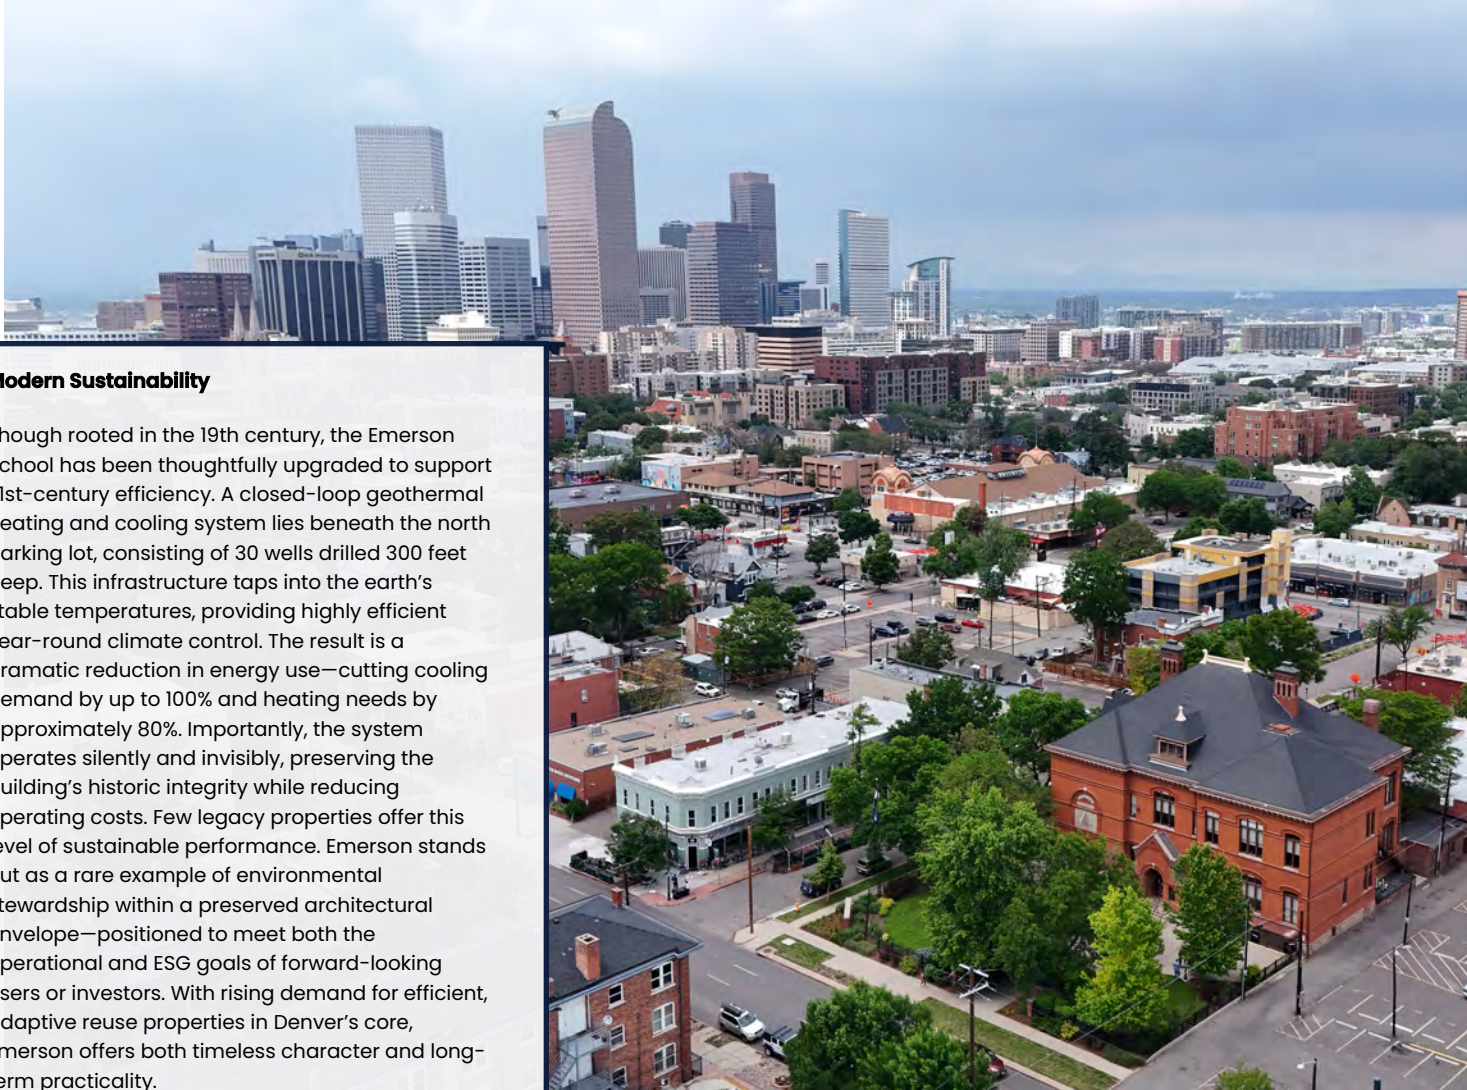 Modern Sustainability
hough rooted in the 19th century, the Emerson
chool has been thoughtfully upgraded to support
1st-century efficiency. A closed-loop geothermal
eating and cooling system lies beneath the north
arking lot, consisting of 30 wells drilled 300 feet
eep. This infrastructure taps into the earth's
table temperatures, providing highly efficient
ear-round climate control. The result is a
ramatic reduction in energy use—cutting cooling
emand by up to 100% and heating needs by
pproximately 80%. Importantly, the system
perates silently and invisibly, preserving the
uilding's historic integrity while reducing
perating costs. Few legacy properties offer this
evel of sustainable performance. Emerson stands
ut as a rare example of environmental
tewardship within a preserved architectural
nvelope—positioned to meet both the
perational and ESG goals of forward-looking
sers or investors. With rising demand for efficient,
daptive reuse properties in Denver's core,
merson offers both timeless character and long-
erm practicality.